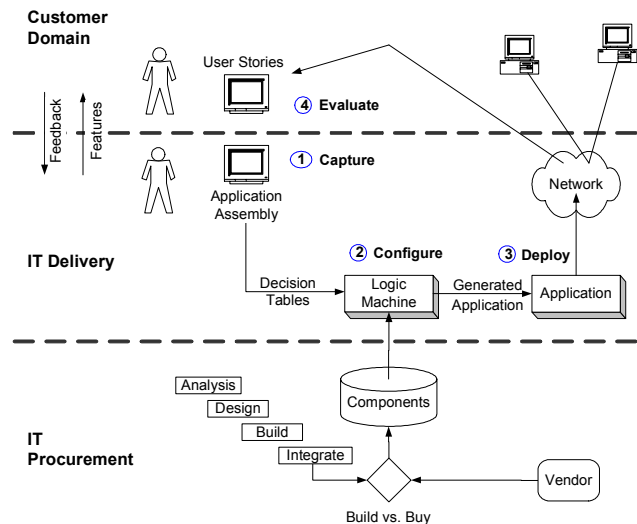 Customer
Domain
User Stories
4 Evaluate
Feedback
Features
1 Capture
Application
Assembly
Network
IT Delivery
2 Configure
3 Deploy
Decision
Tables
Logic
Machine
Generated
Application
Application
Analysis
Design
Build
Integrate
Components
IT
Procurement
Vendor
Build vs. Buy